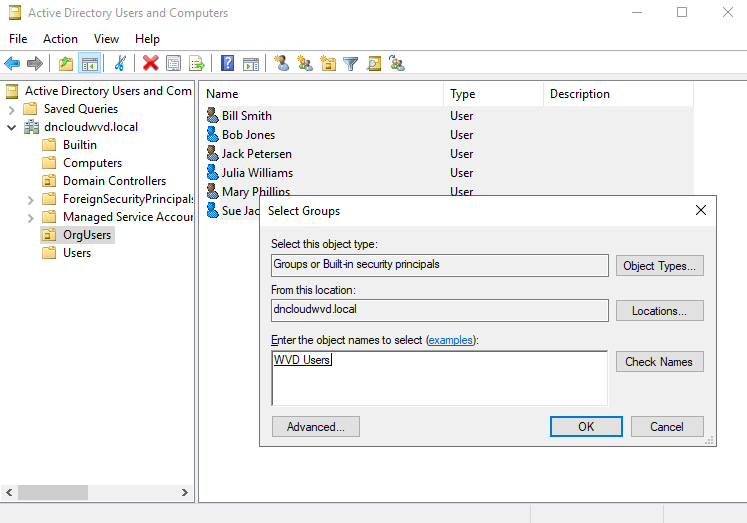 Active Directory Users and Computers
File Action View Help
Active Directory Users and Com
Saved Queries
dncloudwvd.local
Builtin
Computers
Domain Controllers
ForeignSecurityPrincipals
Managed Service Accour
OrgUsers
Users
Name Type Description
Bill Smith User
Bob Jones User
Jack Petersen User
Julia Williams User
Mary Phillips User
Sue Jac
Select Groups
Select this object type:
Groups or Built-in security principals
Object Types...
From this location:
dncloudwvd.local
Locations...
Enter the object names to select (examples):
WVD Users
Check Names
Advanced...
OK
Cancel